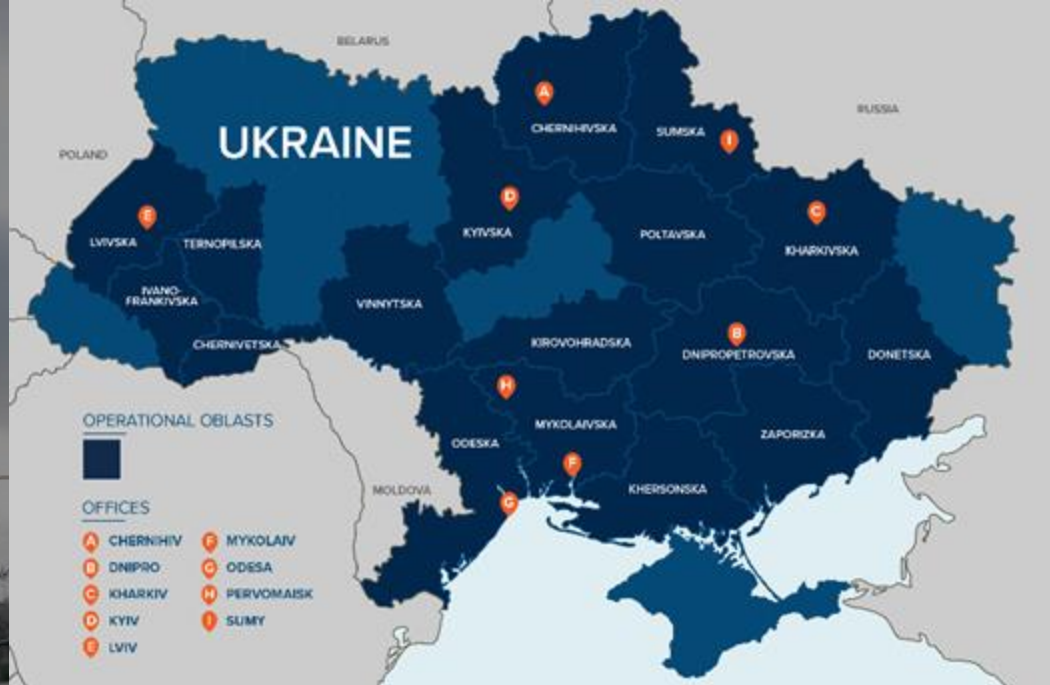 BELARUS
RUSSIA
UKRAINE
POLAND
A
CHERNIHIVSKA
SUMSKA
I
D
KYIVSKA
E
LVIVSKA
TERNOPILSKA
POLTAVSKA
C
KHARKIVSKA
IVANO-
FRANKIVSKA
VINNYTSKA
CHERNIVETSKA
KIROVOHRADSKA
B
DNIPROPETROVSKA
DONETSKA
H
MYKOLAIVSKA
ODESKA
ZAPORIZKA
F
KHERSONSKA
MOLDOVA
G
OPERATIONAL OBLASTS
OFFICES
A CHERNIHIV
B DNIPRO
C KHARKIV
D KYIV
E LVIV
F MYKOLAIV
G ODESA
H PERVOMAISK
I SUMY